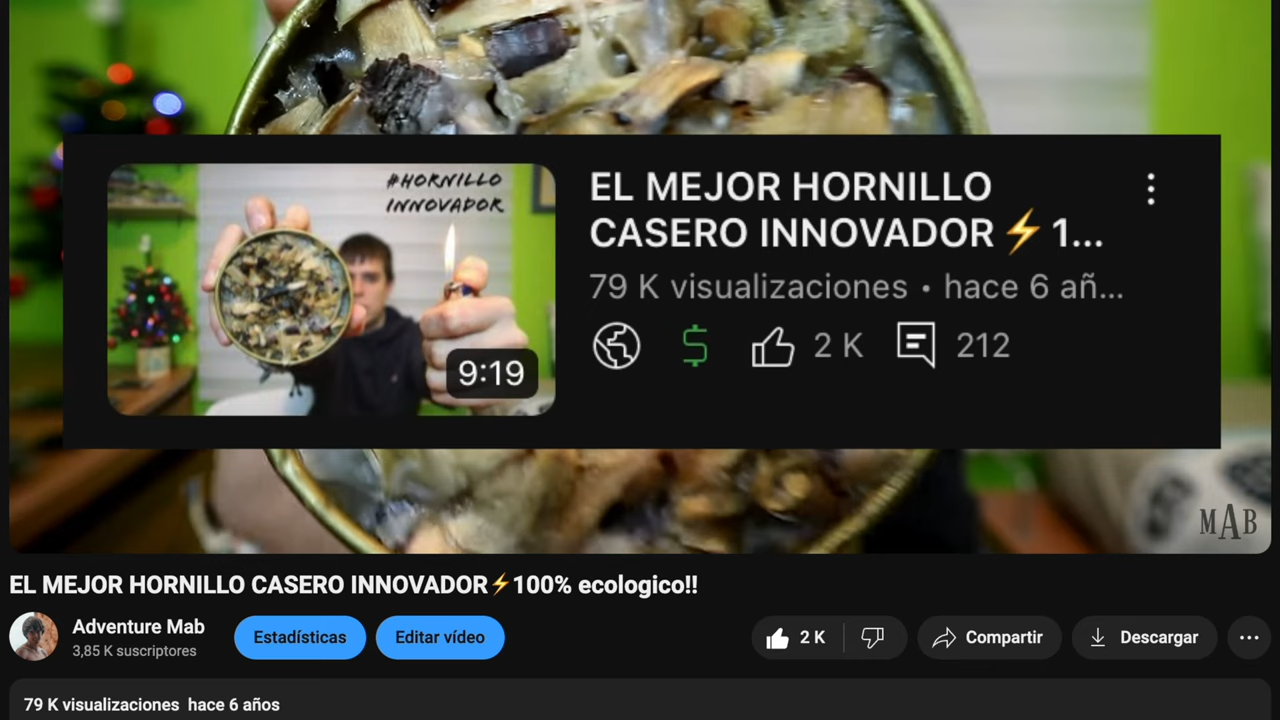 #HORNILLO
INNOVADOR
9:19
EL MEJOR HORNILLO
CASERO INNOVADOR⚡1...
79 K visualizaciones • hace 6 añ...
2 K 212
MAB
EL MEJOR HORNILLO CASERO INNOVADOR⚡100% ecologico!!
Adventure Mab
3,85 K suscriptores
Estadísticas
Editar vídeo
2 K
Compartir
Descargar
79 K visualizaciones hace 6 años